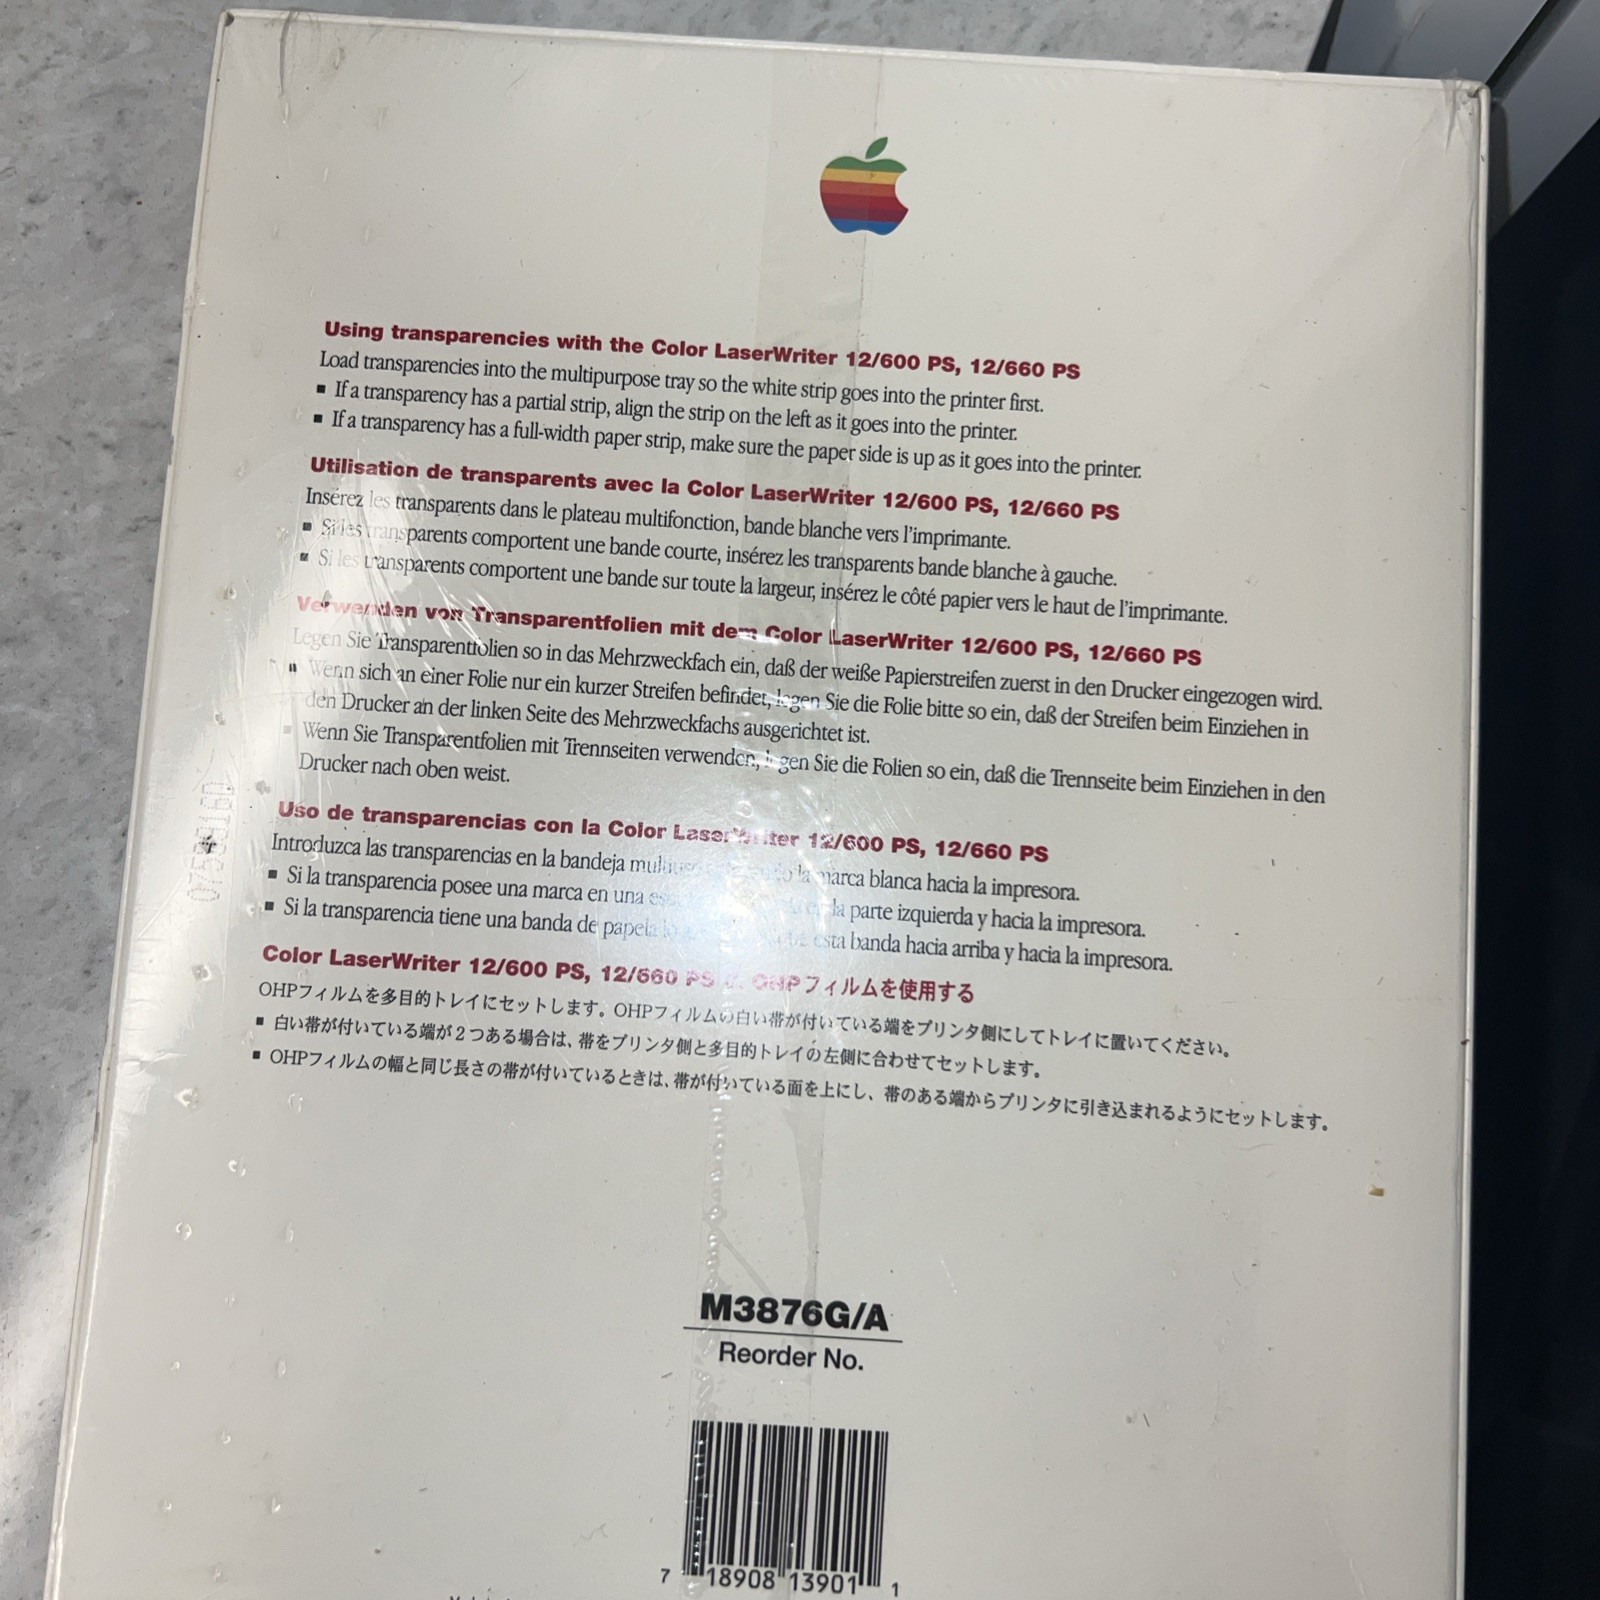 Using transparencies with the Color LaserWriter 12/600 PS, 12/660 PS
Load transparencies into the multipurpose tray so the white strip goes into the printer first.
▪ If a transparency has a partial strip, align the strip on the left as it goes into the printer.
▪ If a transparency has a full-width paper strip, make sure the paper side is up as it goes into the printer.
Utilisation de transparents avec la Color LaserWriter 12/600 PS, 12/660 PS
Insérez les transparents dans le plateau multifonction, bande blanche vers l'imprimante.
▪ Si les transparents comportent une bande courte, insérez les transparents bande blanche à gauche.
▪ Si les transparents comportent une bande sur toute la largeur, insérez le côté papier vers le haut de l'imprimante.
Verwenden von Transparentfolien mit dem Color LaserWriter 12/600 PS, 12/660 PS
Legen Sie Transparentfolien so in das Mehrzweckfach ein, daß der weiße Papierstreifen zuerst in den Drucker eingezogen wird.
▪ Wenn sich an einer Folie nur ein kurzer Streifen befindet, legen Sie die Folie bitte so ein, daß der Streifen beim Einziehen in
den Drucker an der linken Seite des Mehrzweckfachs ausgerichtet ist.
▪ Wenn Sie Transparentfolien mit Trennseiten verwenden, legen Sie die Folien so ein, daß die Trennseite beim Einziehen in den
Drucker nach oben weist.
Uso de transparencias con la Color LaserWriter 12/600 PS, 12/660 PS
Introduzca las transparencias en la bandeja la marca blanca hacia la impresora.
▪ Si la transparencia posee una marca en una la parte izquierda y hacia la impresora.
▪ Si la transparencia tiene una banda de papel esta banda hacia arriba y hacia la impresora.
Color LaserWriter 12/600 PS, 12/660 PS OHPフィルムを使用する
OHPフィルムを多目的トレイにセットします。OHPフィルムの白い帯が付いている端をプリンタ側にしてトレイに置いてください。
▪ 白い帯が付いている端が2つある場合は、帯をプリンタ側と多目的トレイの左側に合わせてセットします。
▪ OHPフィルムの幅と同じ長さの帯が付いているときは、帯が付いている面を上にし、帯のある端からプリンタに引き込まれるようにセットします。
M3876G/A
Reorder No.
7 18908 13901 1